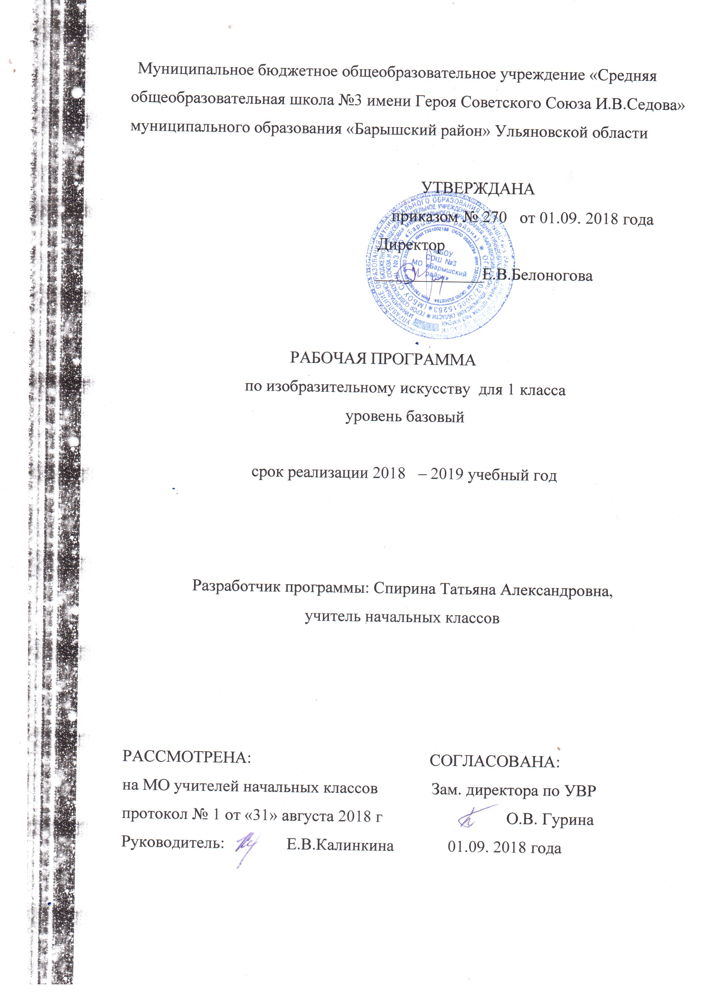 Муниципальное бюджетное общеобразовательное учреждение «Средняя
общеобразовательная школа №3 имени Героя Советского Союза И.В.Седова»
муниципального образования «Барышский район» Ульяновской области
УТВЕРЖДАНА
приказом № 270 от 01.09. 2018 года
Директор
Е.В.Белоногова
МБОУ
СОШ №3
МО «Барышский
район»
РАБОЧАЯ ПРОГРАММА
по изобразительному искусству для 1 класса
уровень базовый
срок реализации 2018 – 2019 учебный год
Разработчик программы: Спирина Татьяна Александровна,
учитель начальных классов
РАССМОТРЕНА:
на МО учителей начальных классов
протокол № 1 от «31» августа 2018 г
Руководитель: Е.В.Калинкина
СОГЛАСОВАНА:
Зам. директора по УВР
О.В. Гурина
01.09. 2018 года